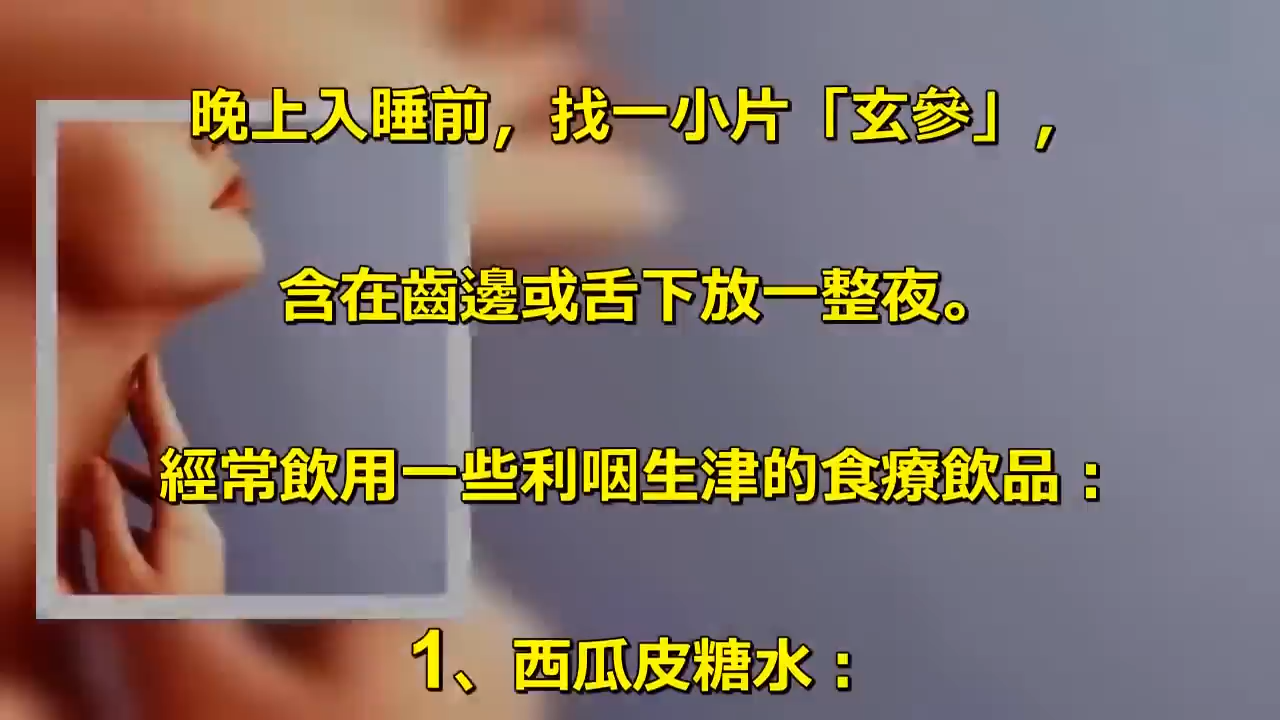 晚上入睡前，找一小片「玄參」，
含在齒邊或舌下放一整夜。
經常飲用一些利咽生津的食療飲品：
1、西瓜皮糖水：